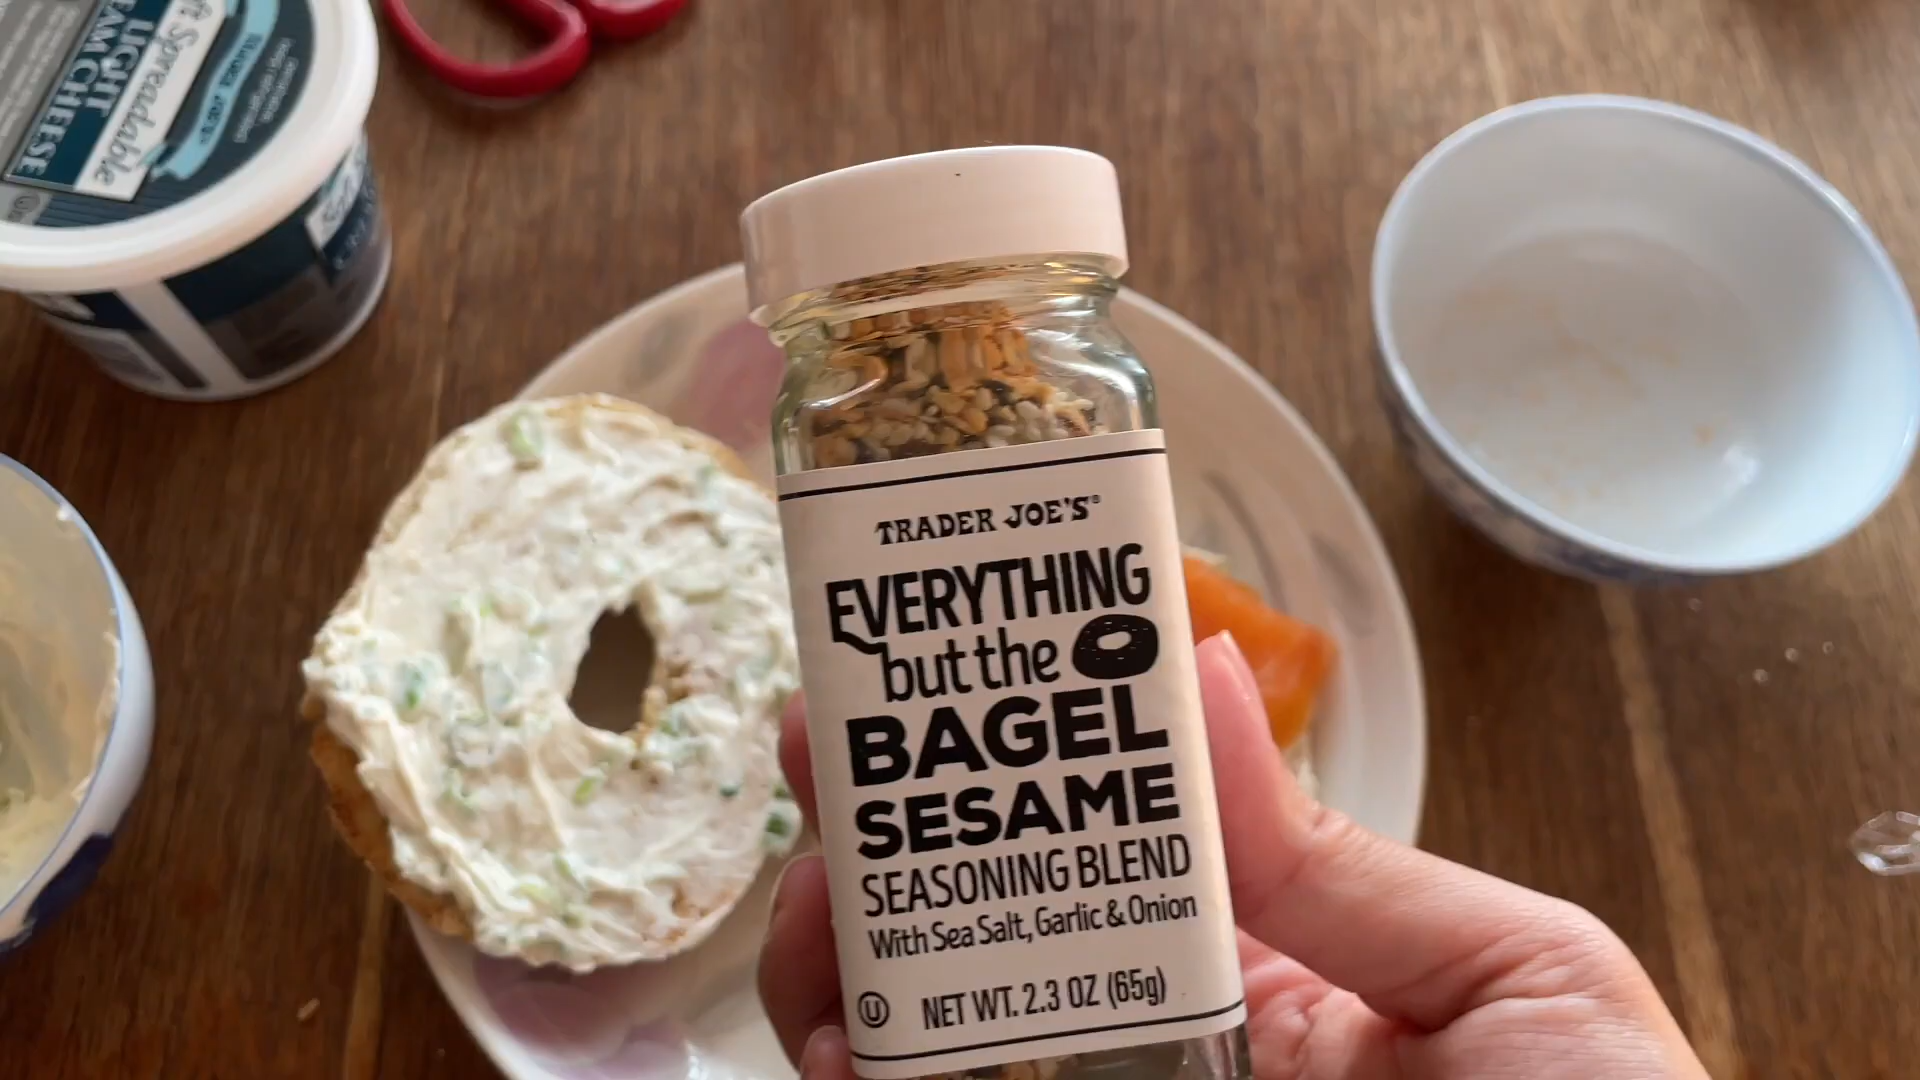 Spreadable
LIGHT
CREAM CHEESE
TRADER JOE'S®
EVERYTHING
but the
BAGEL
SESAME
SEASONING BLEND
With Sea Salt, Garlic & Onion
U
NET WT. 2.3 OZ (65g)